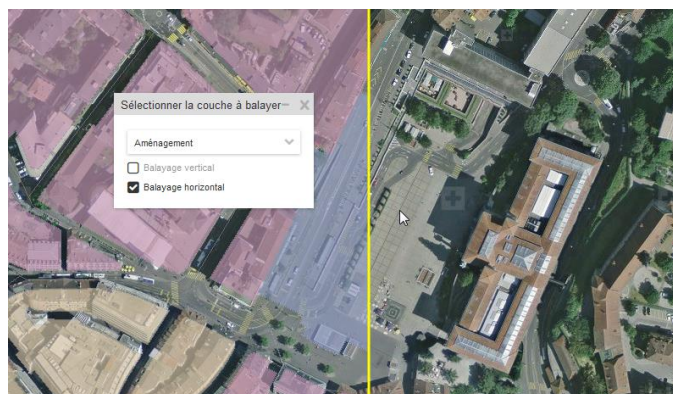 Sélectionner la couche à balayer
Aménagement
Balayage vertical
Balayage horizontal